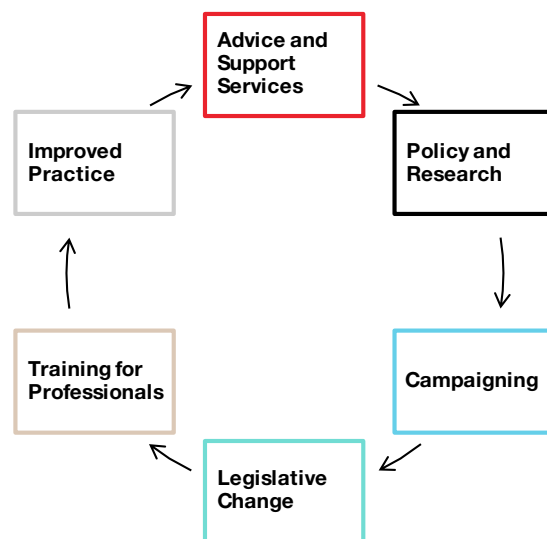 Advice and
Support
Services
Policy and
Research
Campaigning
Legislative
Change
Training for
Professionals
Improved
Practice